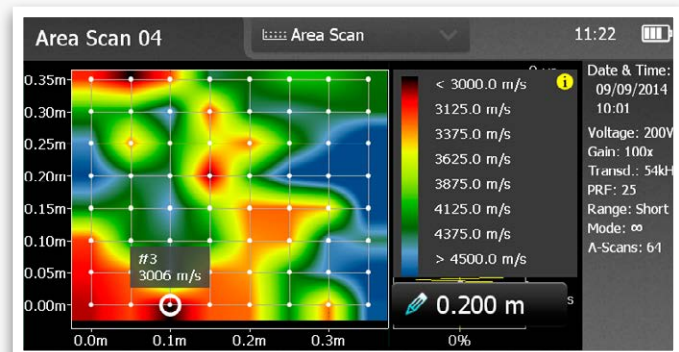 Area Scan 04
Area Scan
11:22
0.35m
0.30m
0.25m
0.20m
0.15m
0.10m
0.05m
0.00m
#3
3006 m/s
0.0m 0.1m 0.2m 0.3m
< 3000.0 m/s
3125.0 m/s
3375.0 m/s
3625.0 m/s
3875.0 m/s
4125.0 m/s
4375.0 m/s
> 4500.0 m/s
i
0.200 m
s
0%
Date & Time:
09/09/2014
10:01
Voltage: 200V
Gain: 100x
Transd.: 54kH
PRF: 25
Range: Short
Mode: ∞
A-Scans: 64